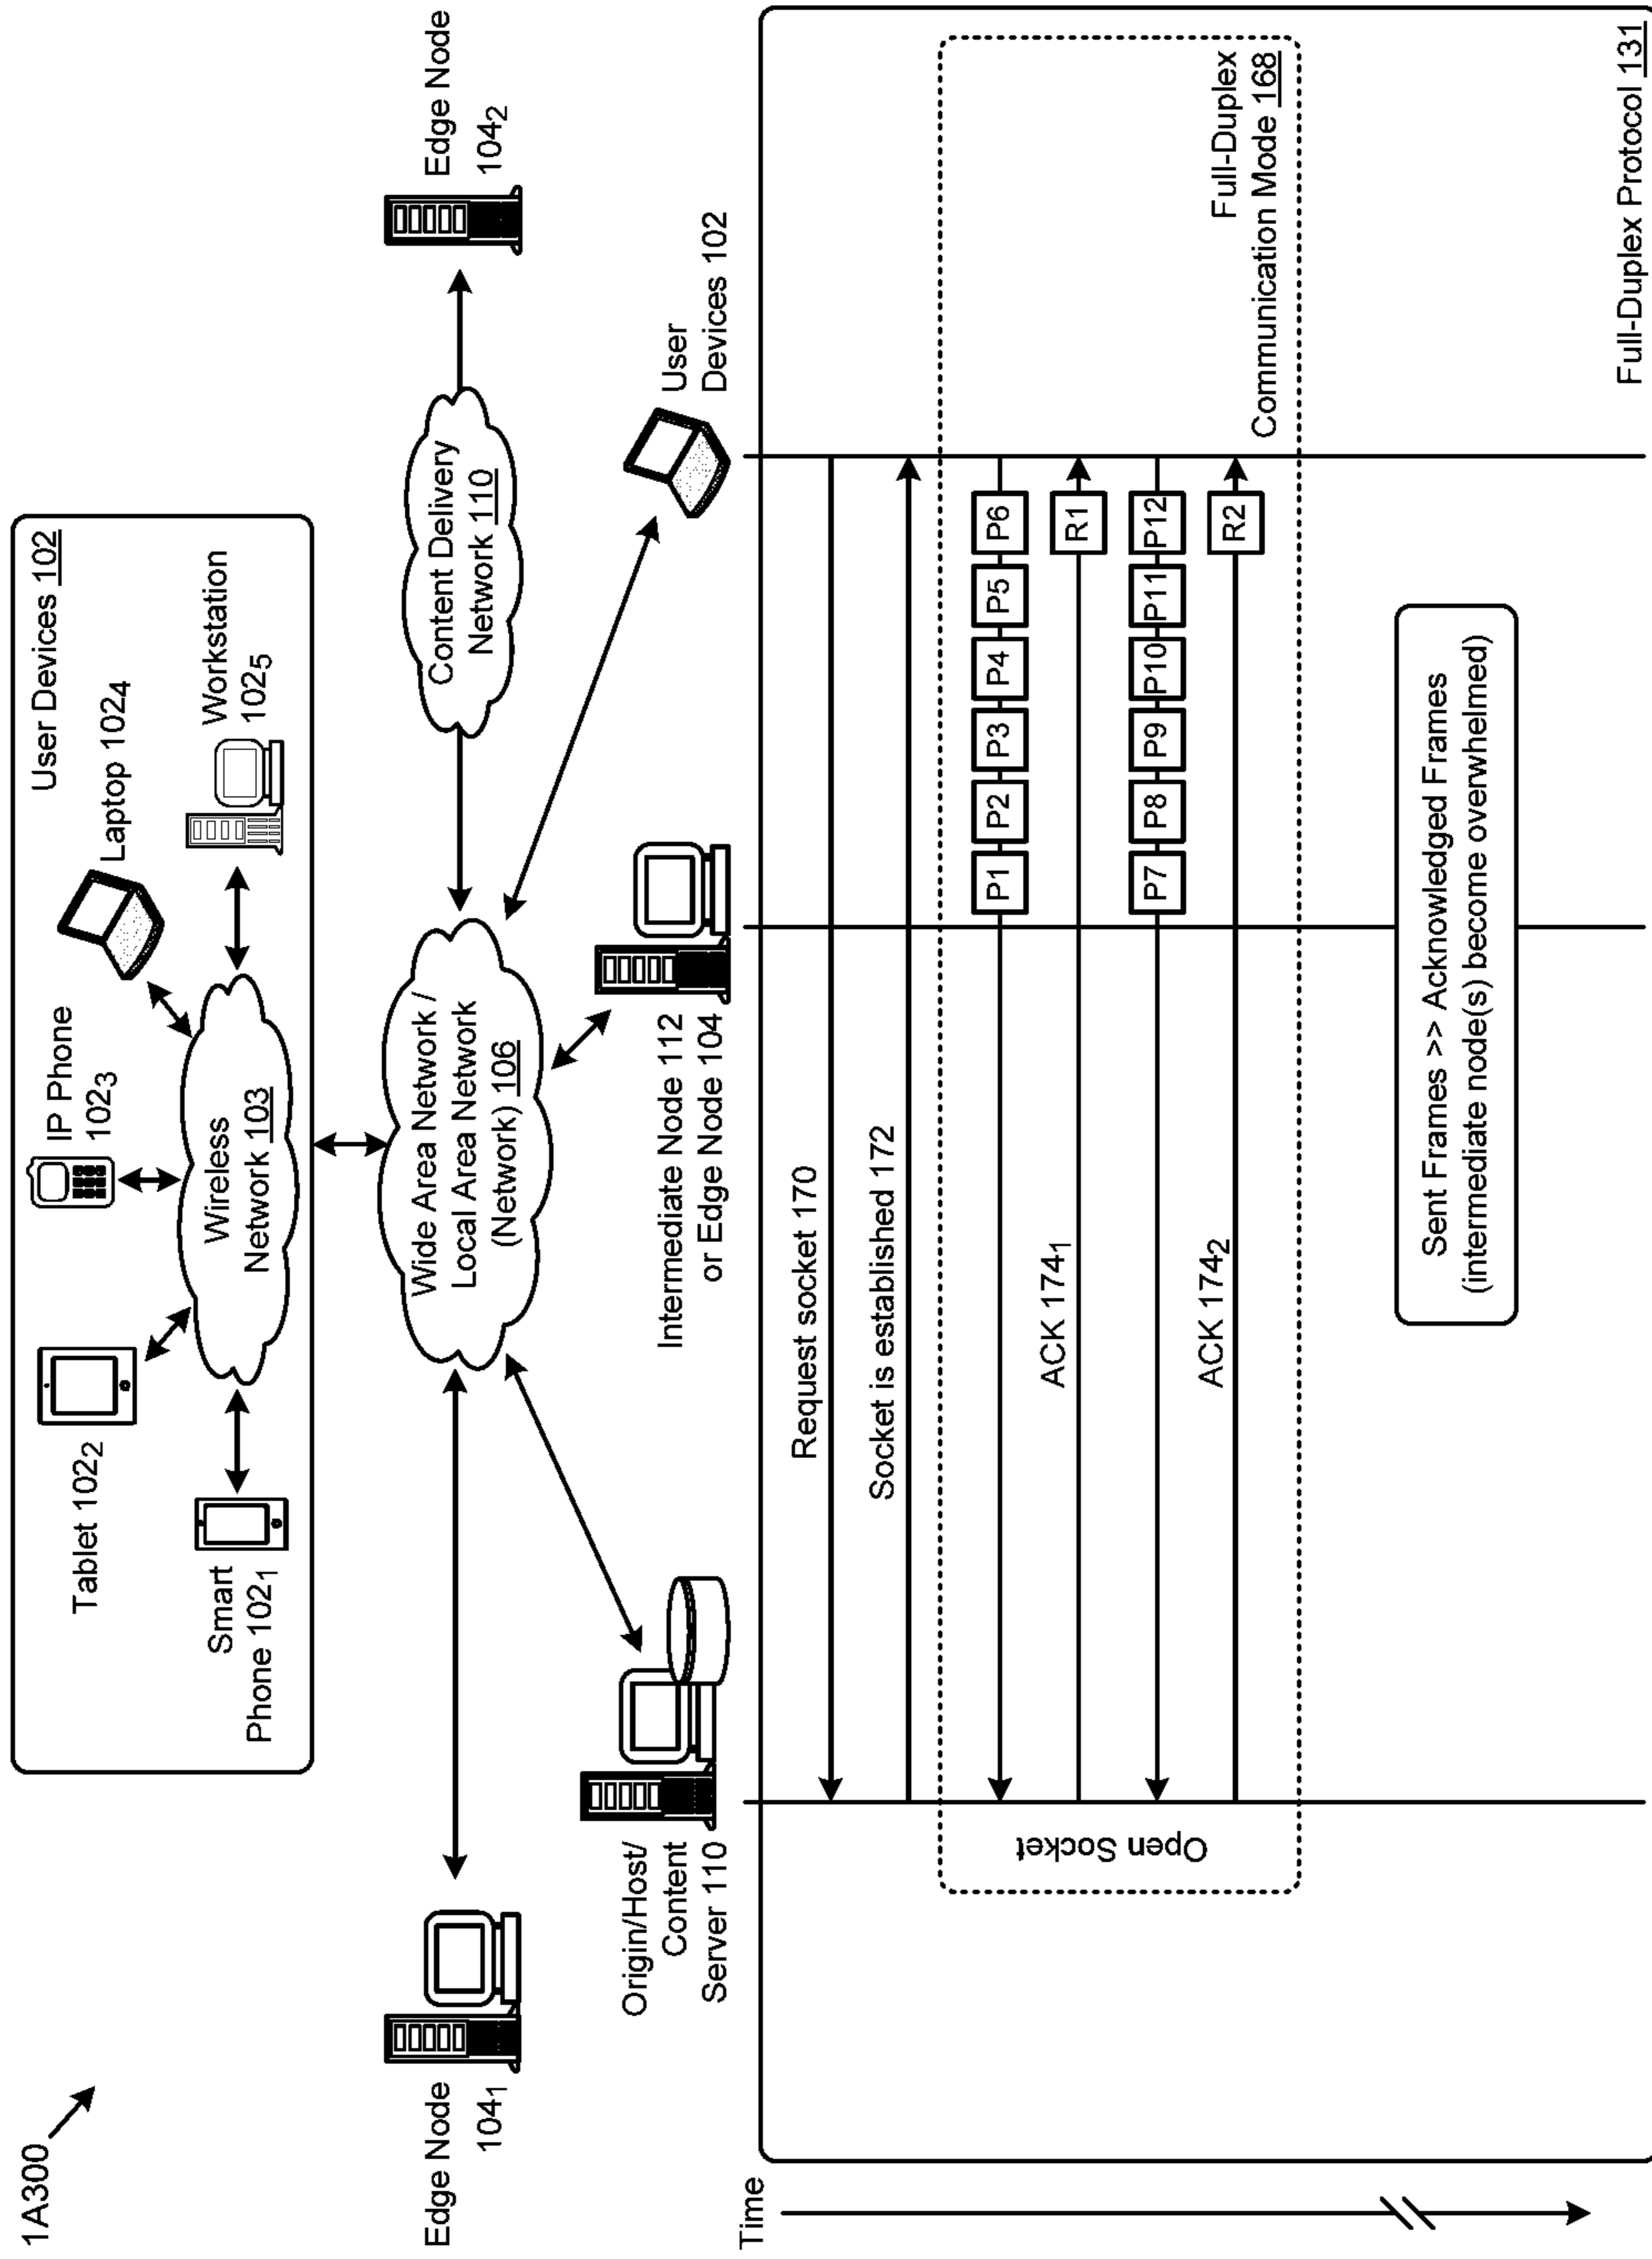 1A300
User Devices 102
Tablet 102₂
IP Phone
102₃
Laptop 102₄
Smart
Phone 102₁
Wireless
Network 103
Workstation
102₅
Edge Node
104₁
Wide Area Network /
Local Area Network
(Network) 106
Content Delivery
Network 110
Edge Node
104₂
Origin/Host/
Content
Server 110
Intermediate Node 112
or Edge Node 104
User
Devices 102
Time
Request socket 170
Socket is established 172
Open Socket
P1 P2 P3 P4 P5 P6
ACK 174₁
R1
P7 P8 P9 P10 P11 P12
ACK 174₂
R2
Full-Duplex
Communication Mode 168
Sent Frames >> Acknowledged Frames
(intermediate node(s) become overwhelmed)
Full-Duplex Protocol 131